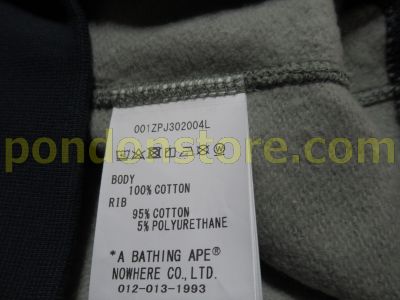 001ZPJ302004L
pondonstore.com
BODY
100% COTTON
RIB
95% COTTON
5% POLYURETHANE
*A BATHING APE®
NOWHERE CO., LTD.
012-013-1993